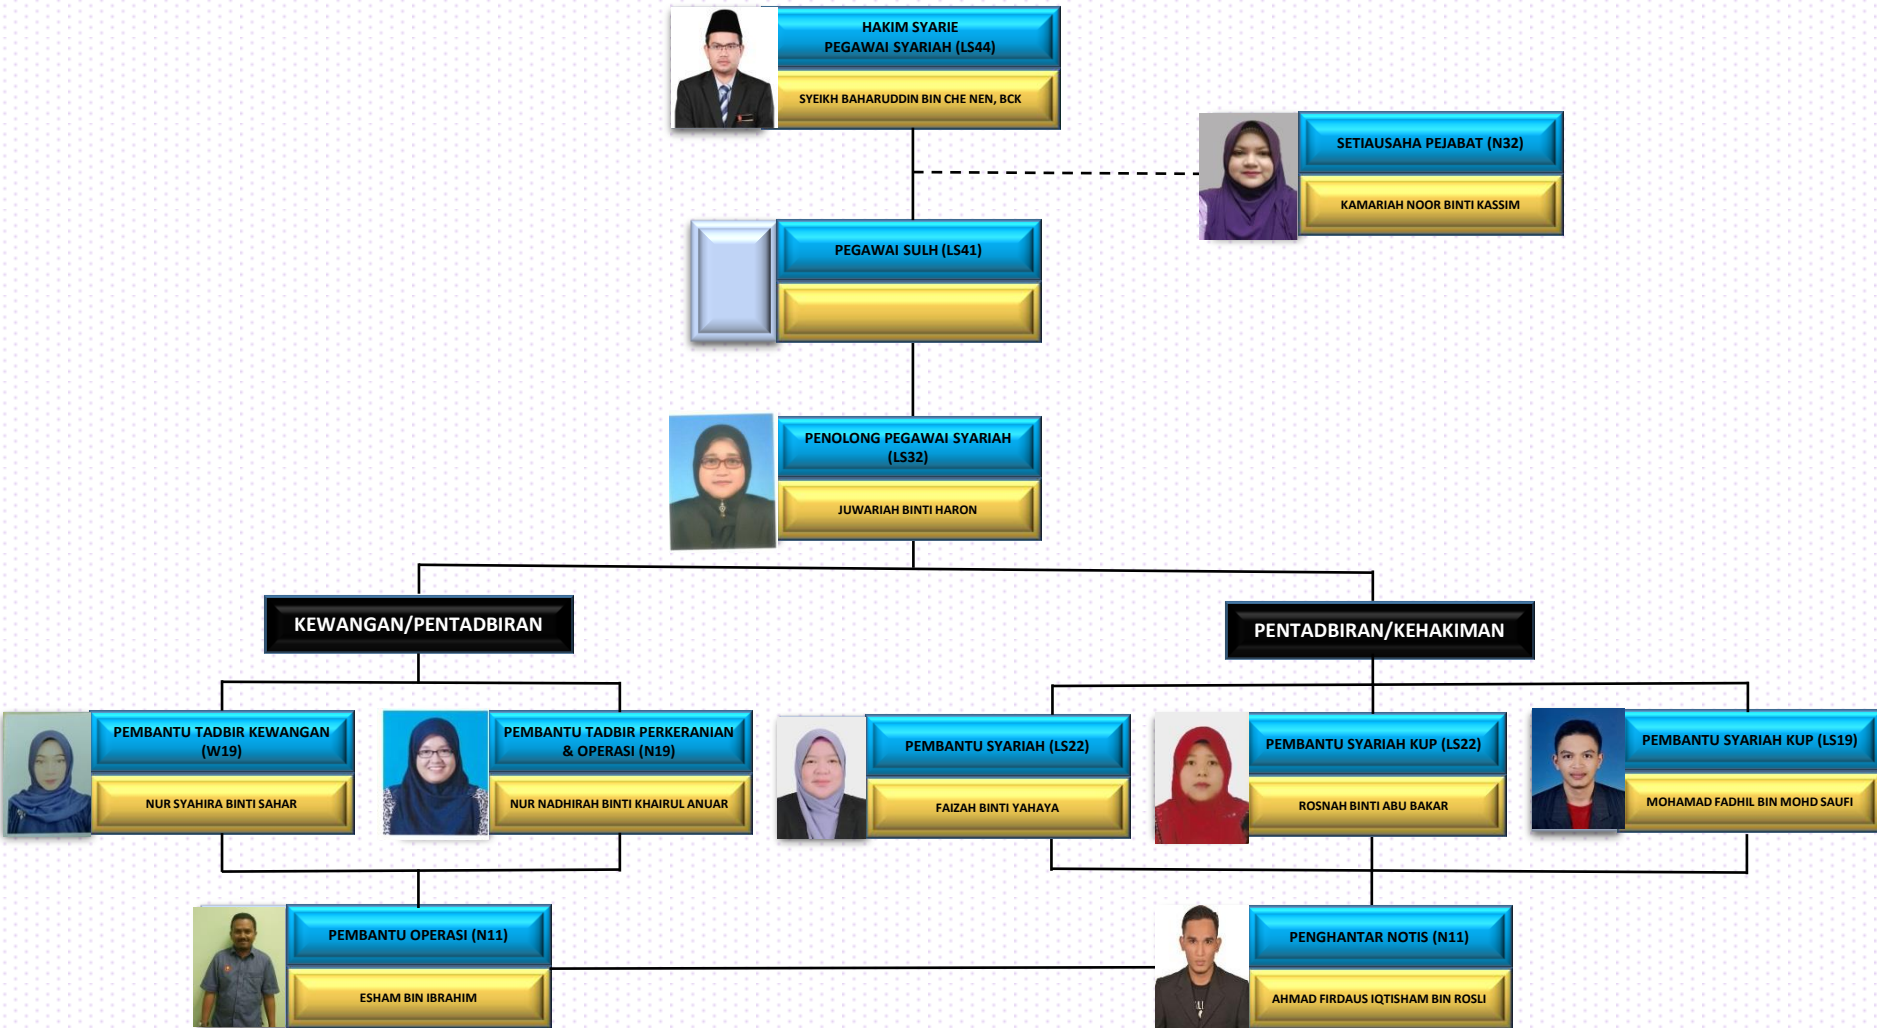 HAKIM SYARIE
PEGAWAI SYARIAH (LS44)
SYEIKH BAHARUDDIN BIN CHE NEN, BCK
SETIAUSAHA PEJABAT (N32)
KAMARIAH NOOR BINTI KASSIM
PEGAWAI SULH (LS41)
PENOLONG PEGAWAI SYARIAH
(LS32)
JUWARIAH BINTI HARON
KEWANGAN/PENTADBIRAN
PENTADBIRAN/KEHAKIMAN
PEMBANTU TADBIR KEWANGAN
(W19)
NUR SYAHIRA BINTI SAHAR
PEMBANTU TADBIR PERKERANIAN
& OPERASI (N19)
NUR NADHIRAH BINTI KHAIRUL ANUAR
PEMBANTU SYARIAH (LS22)
FAIZAH BINTI YAHAYA
PEMBANTU SYARIAH KUP (LS22)
ROSNAH BINTI ABU BAKAR
PEMBANTU SYARIAH KUP (LS19)
MOHAMAD FADHIL BIN MOHD SAUFI
PEMBANTU OPERASI (N11)
ESHAM BIN IBRAHIM
PENGHANTAR NOTIS (N11)
AHMAD FIRDAUS IQTISHAM BIN ROSLI